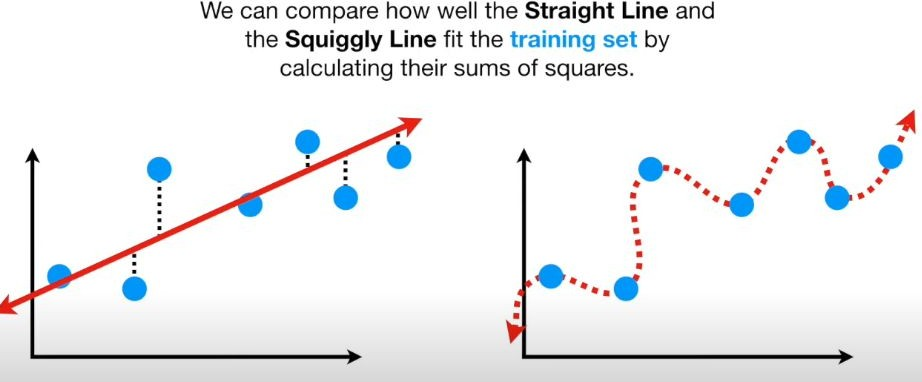 We can compare how well the Straight Line and
the Squiggly Line fit the training set by
calculating their sums of squares.